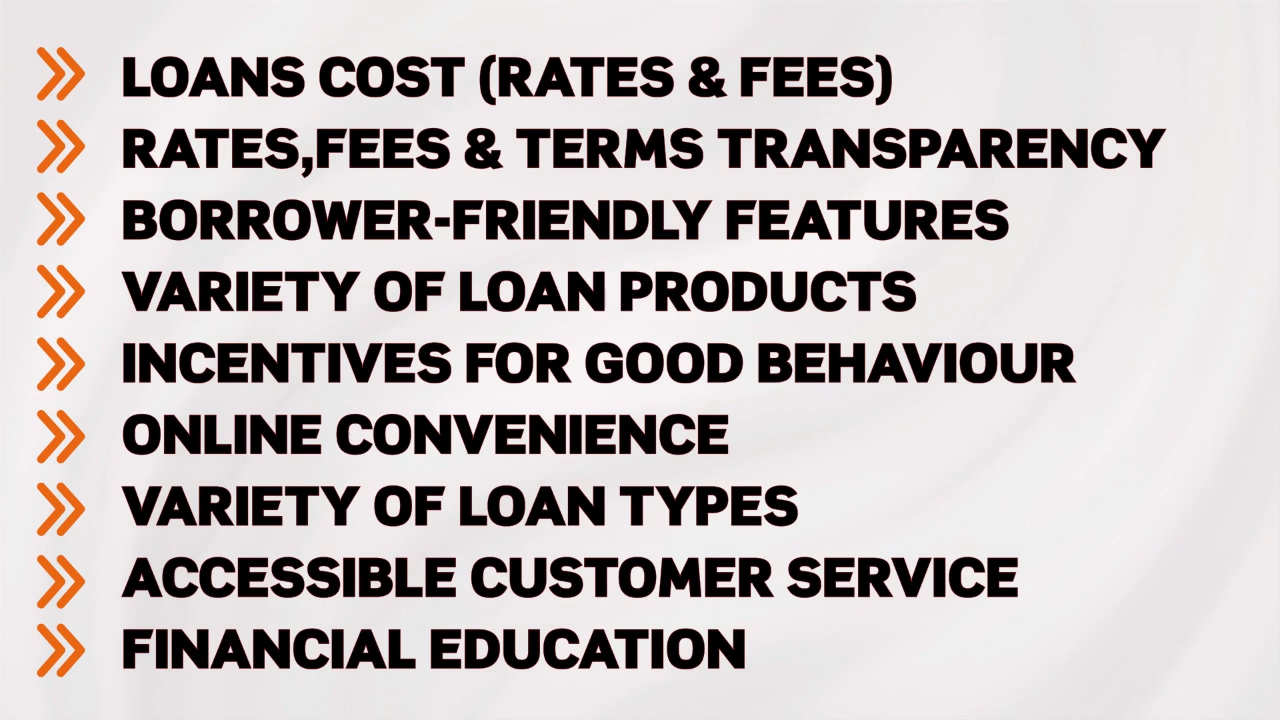 LOANS COST (RATES & FEES)
RATES,FEES & TERMS TRANSPARENCY
BORROWER-FRIENDLY FEATURES
VARIETY OF LOAN PRODUCTS
INCENTIVES FOR GOOD BEHAVIOUR
ONLINE CONVENIENCE
VARIETY OF LOAN TYPES
ACCESSIBLE CUSTOMER SERVICE
FINANCIAL EDUCATION